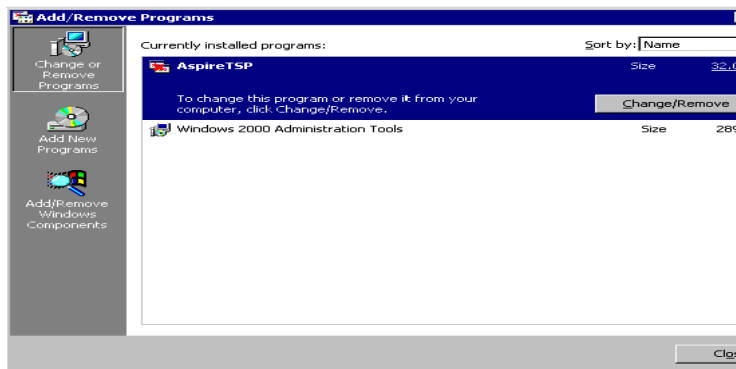 Add/Remove Programs
Change or
Remove
Programs
Add New
Programs
Add/Remove
Windows
Components
Currently installed programs:
Sort by: Name
AspireTSP
Size
To change this program or remove it from your
computer, click Change/Remove.
Change/Remove
Windows 2000 Administration Tools
Size